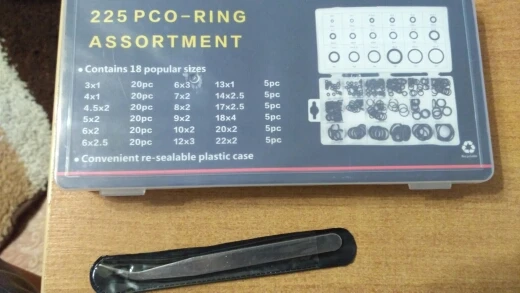 225 PC O-RING
ASSORTMENT
• Contains 18 popular sizes
3x1 20pc 6x3 13x1 5pc
4x1 20pc 7x2 14x2.5 5pc
4.5x2 20pc 8x2 17x2.5 5pc
5x2 20pc 9x2 18x4 5pc
6x2 20pc 10x2 20x2 5pc
6x2.5 20pc 12x3 22x2 5pc
• Convenient re-sealable plastic case